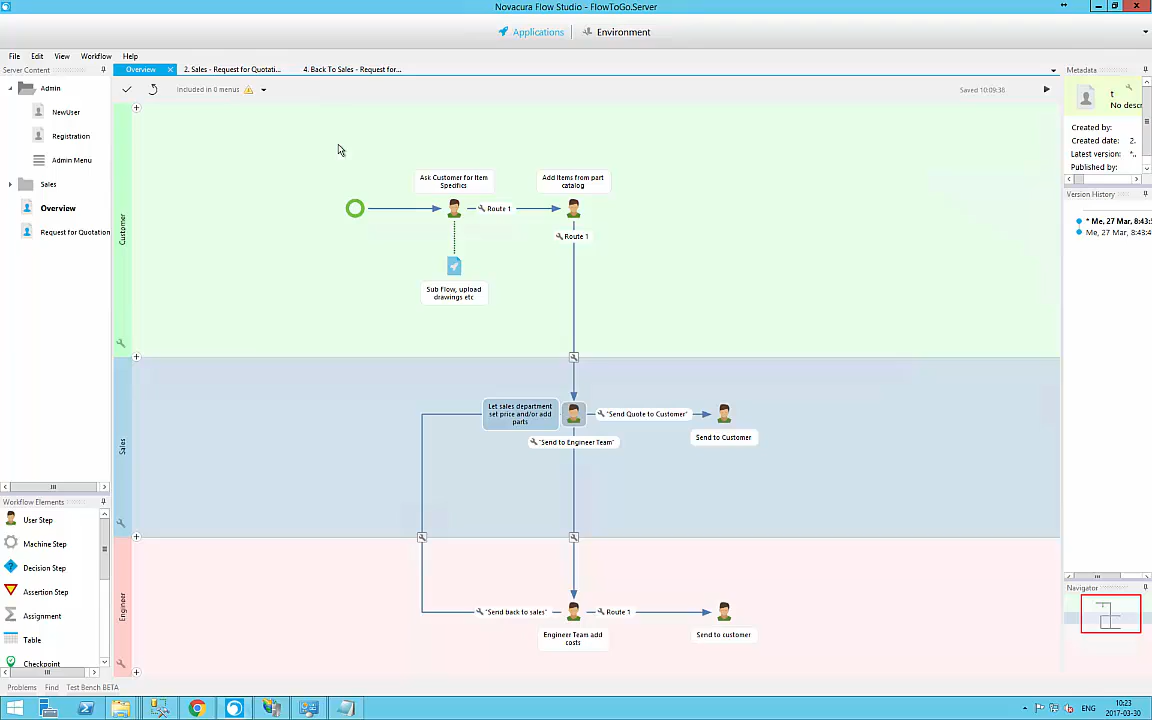 Novacura Flow Studio - FlowToGo.Server
Applications
Environment
File Edit View Workflow Help
Server Content
Overview
2. Sales - Request for Quotati...
4. Back To Sales - Request for...
Metadata
Included in 0 menus
Saved 10:09:38
Admin
NewUser
Registration
Admin Menu
Sales
Overview
Request for Quotation
t
No descr
Created by:
Created date: 2.
Latest version: *..
Published by:
Version History
* Me, 27 Mar, 8:43:5
Me, 27 Mar, 8:43:4
Customer
Ask Customer for Item
Specifics
Add Items from part
catalog
Route 1
Route 1
Sub Flow, upload
drawings etc
Sales
Let sales department
set price and/or add
parts
"Send Quote to Customer"
Send to Customer
"Send to Engineer Team"
Engineer
"Send back to sales"
Route 1
Engineer Team add
costs
Send to customer
Workflow Elements
User Step
Machine Step
Decision Step
Assertion Step
Assignment
Table
Checkpoint
Navigator
Problems Find Test Bench BETA
ENG
10:23
2017-03-30